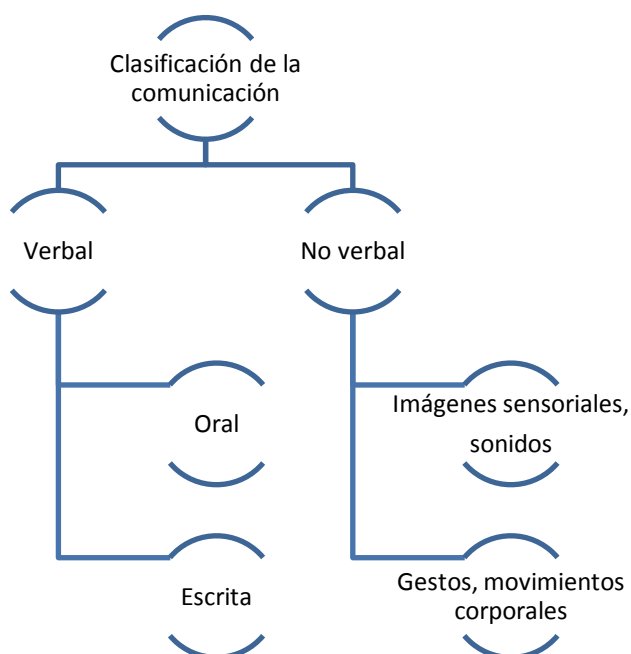 Clasificación de la
comunicación
Verbal
No verbal
Oral
Imágenes sensoriales,
sonidos
Escrita
Gestos, movimientos
corporales